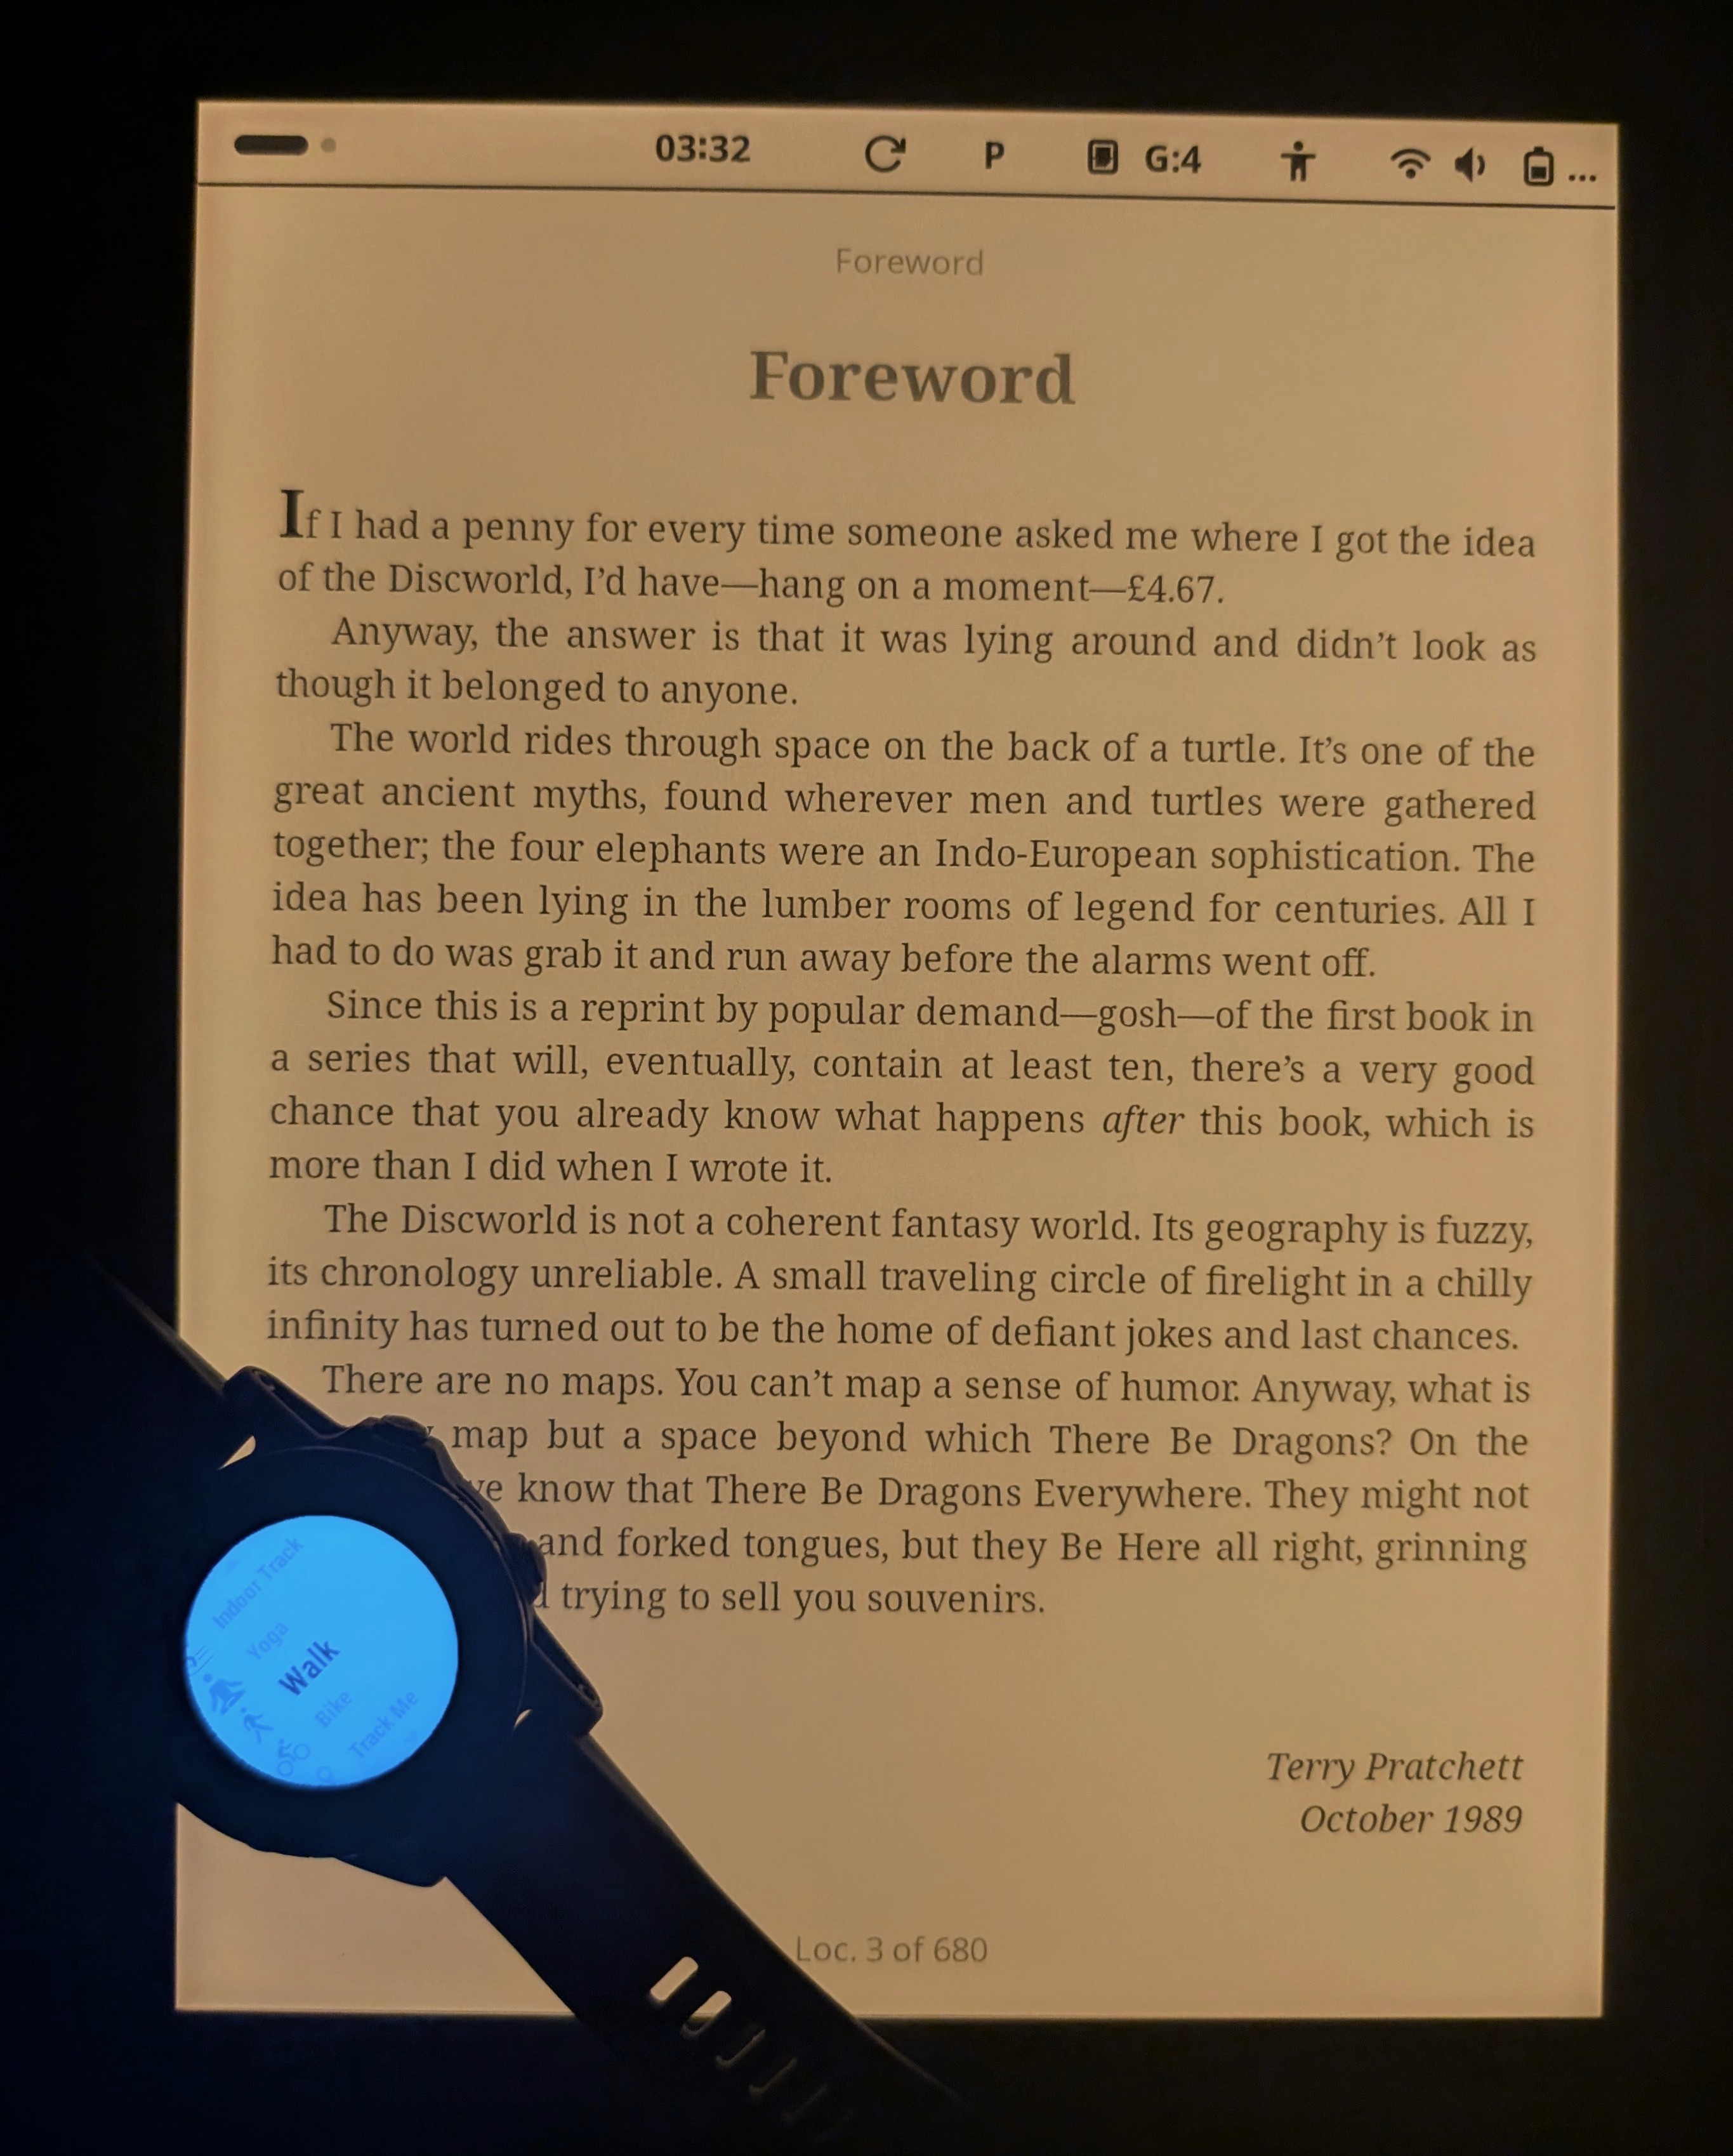 03:32 P G:4 ...
Foreword
Foreword
If I had a penny for every time someone asked me where I got the idea
of the Discworld, I’d have—hang on a moment—£4.67.
Anyway, the answer is that it was lying around and didn’t look as
though it belonged to anyone.
The world rides through space on the back of a turtle. It’s one of the
great ancient myths, found wherever men and turtles were gathered
together; the four elephants were an Indo-European sophistication. The
idea has been lying in the lumber rooms of legend for centuries. All I
had to do was grab it and run away before the alarms went off.
Since this is a reprint by popular demand—gosh—of the first book in
a series that will, eventually, contain at least ten, there’s a very good
chance that you already know what happens after this book, which is
more than I did when I wrote it.
The Discworld is not a coherent fantasy world. Its geography is fuzzy,
its chronology unreliable. A small traveling circle of firelight in a chilly
infinity has turned out to be the home of defiant jokes and last chances.
There are no maps. You can’t map a sense of humor. Anyway, what is
map but a space beyond which There Be Dragons? On the
know that There Be Dragons Everywhere. They might not
and forked tongues, but they Be Here all right, grinning
trying to sell you souvenirs.
Terry Pratchett
October 1989
Loc. 3 of 680
Indoor Track
Yoga
Walk
Bike
Track Me